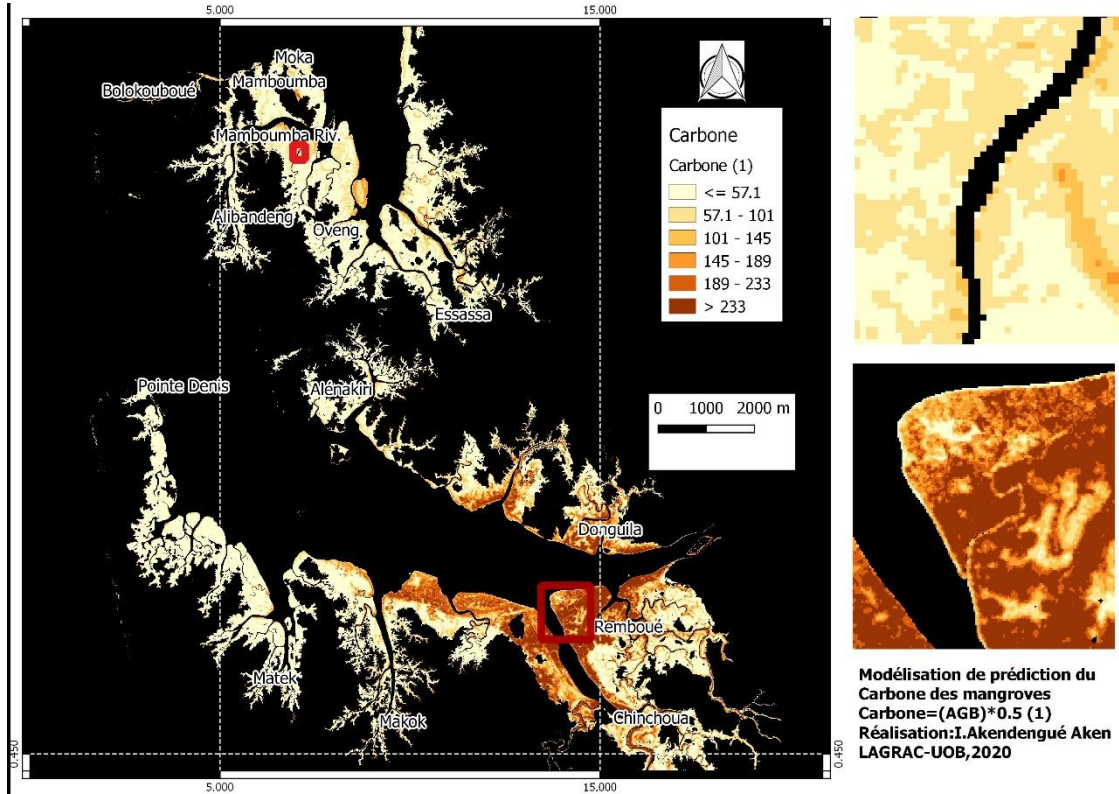 5.000
15.000
Moka
Mamboumba
Bolokouboué
Mamboumba Riv.
Alibandeng
Oveng
Essassa
Carbone
Carbone (1)
<= 57.1
57.1 - 101
101 - 145
145 - 189
189 - 233
> 233
Pointe Denis
Alénakiri
0 1000 2000 m
Donguila
Remboué
Matek
Makok
Chinchoua
0.450
0.450
5.000
15.000
Modélisation de prédiction du
Carbone des mangroves
Carbone=(AGB)*0.5 (1)
Réalisation:I.Akendengué Aken
LAGRAC-UOB,2020